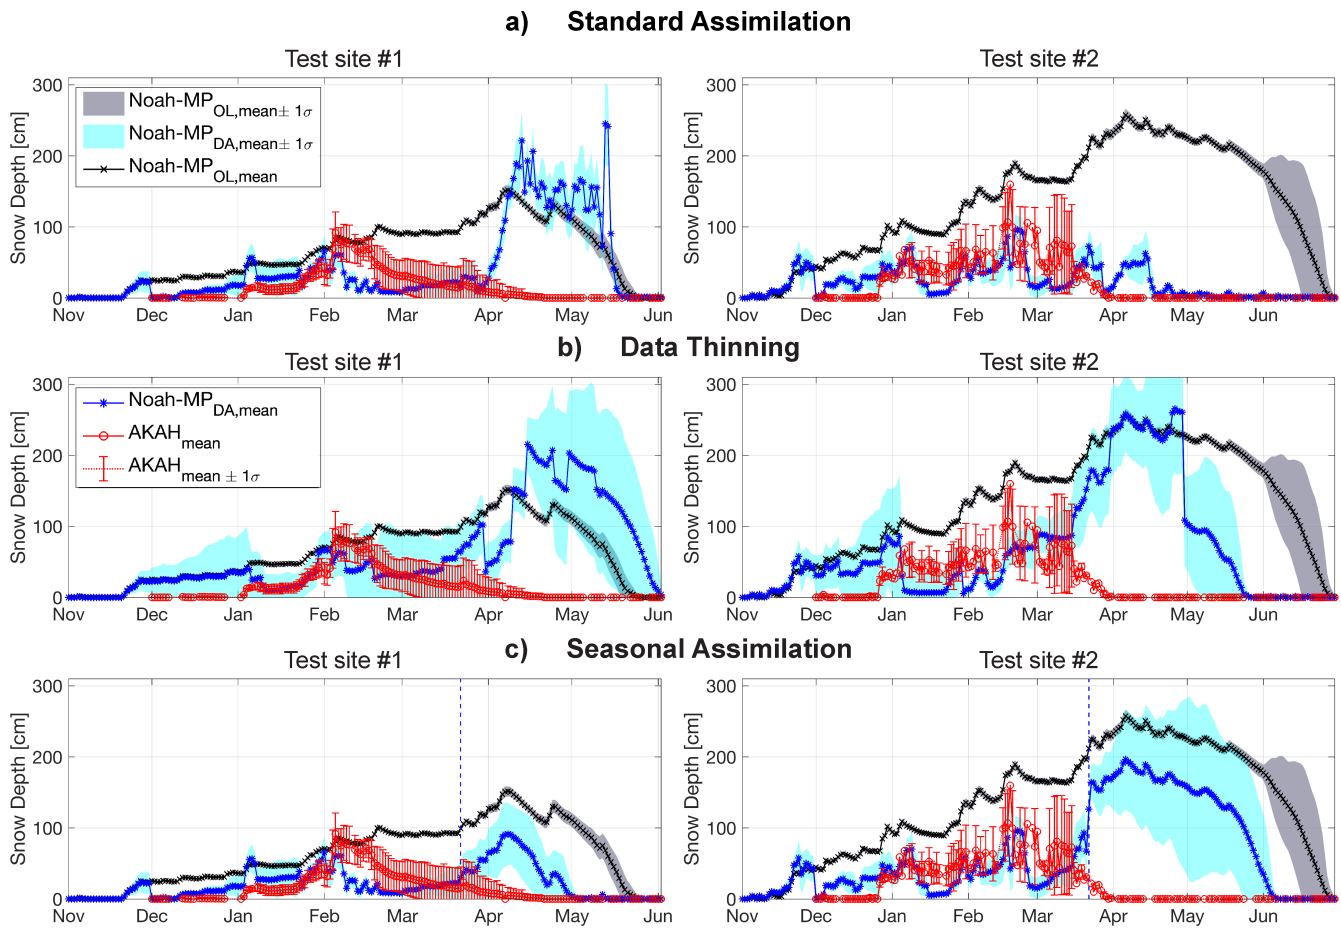 a) Standard Assimilation
Test site #1
Test site #2
Snow Depth [cm]
300
200
100
0
Noah-MP OL,mean± 1σ
Noah-MP DA,mean± 1σ
Noah-MP OL,mean
Nov Dec Jan Feb Mar Apr May Jun
Snow Depth [cm]
300
200
100
0
Nov Dec Jan Feb Mar Apr May Jun
b) Data Thinning
Test site #1
Test site #2
Snow Depth [cm]
300
200
100
0
Noah-MP DA,mean
AKAH mean
AKAH mean ± 1σ
Nov Dec Jan Feb Mar Apr May Jun
Snow Depth [cm]
300
200
100
0
Nov Dec Jan Feb Mar Apr May Jun
c) Seasonal Assimilation
Test site #1
Test site #2
Snow Depth [cm]
300
200
100
0
Nov Dec Jan Feb Mar Apr May Jun
Snow Depth [cm]
300
200
100
0
Nov Dec Jan Feb Mar Apr May Jun